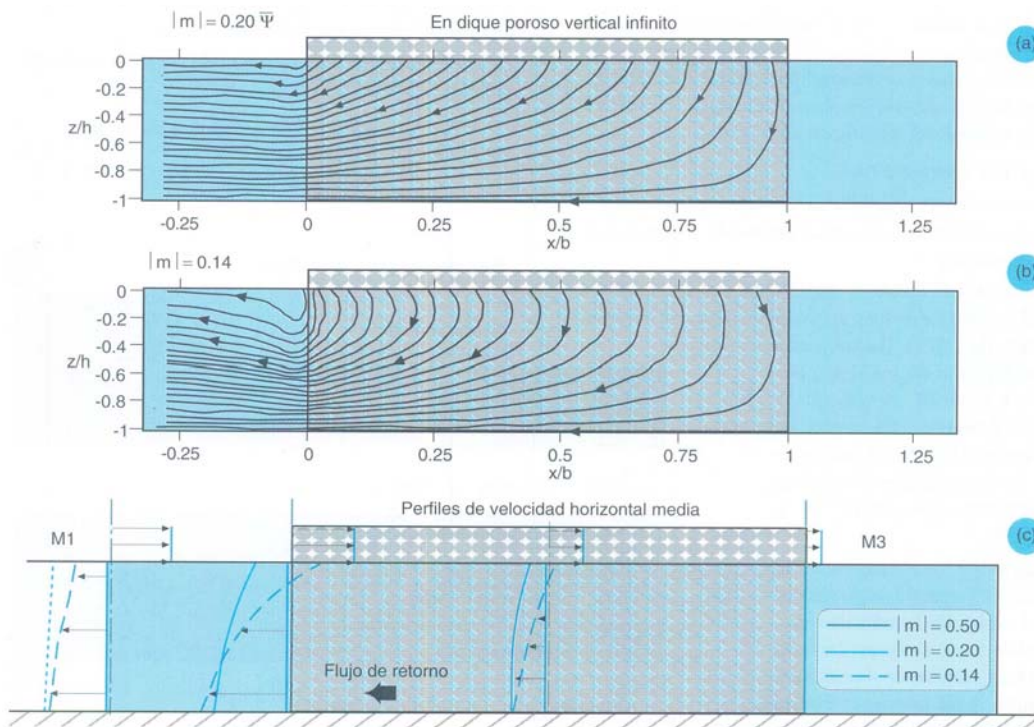 |m| = 0.20 Ψ̅
En dique poroso vertical infinito
(a)
0
-0.2
-0.4
z/h
-0.6
-0.8
-1
-0.25 0 0.25 0.5 0.75 1 1.25
x/b
|m| = 0.14
(b)
0
-0.2
-0.4
z/h
-0.6
-0.8
-1
-0.25 0 0.25 0.5 0.75 1 1.25
x/b
Perfiles de velocidad horizontal media
(c)
M1
M3
|m| = 0.50
|m| = 0.20
|m| = 0.14
Flujo de retorno